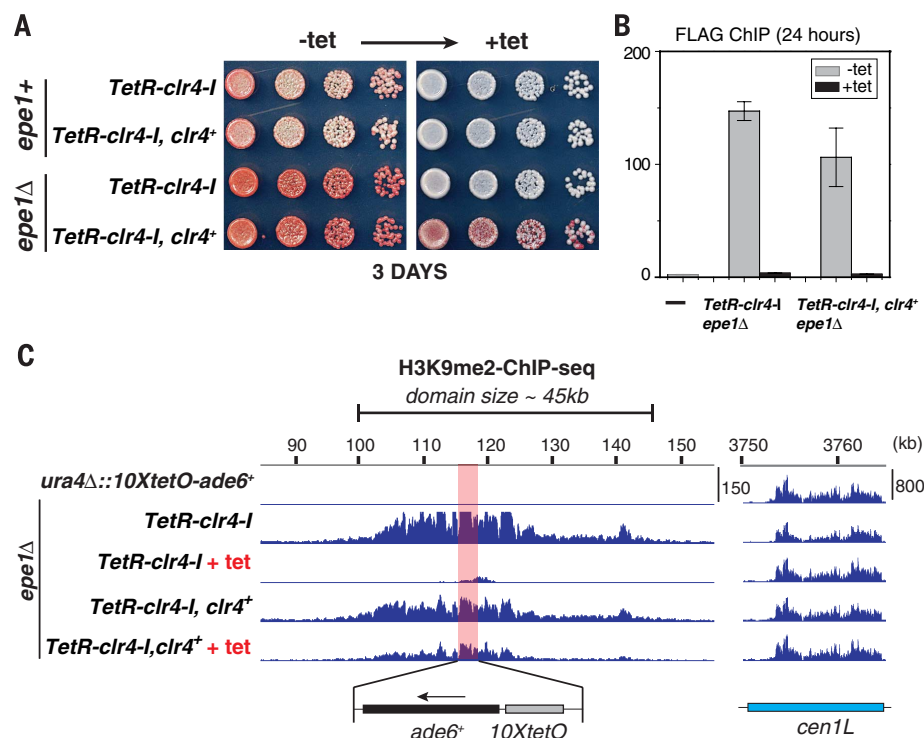 A
-tet
+tet
epe1+
TetR-clr4-I
TetR-clr4-I, clr4⁺
epe1Δ
TetR-clr4-I
TetR-clr4-I, clr4⁺
3 DAYS
B
FLAG ChIP (24 hours)
200
100
0
-tet
+tet
TetR-clr4-I
epe1Δ
TetR-clr4-I, clr4⁺
epe1Δ
C
H3K9me2-ChIP-seq
domain size ~ 45kb
90 100 110 120 130 140 150 3750 3760 (kb)
ura4Δ::10XtetO-ade6⁺
150
800
epe1Δ
TetR-clr4-I
TetR-clr4-I + tet
TetR-clr4-I, clr4⁺
TetR-clr4-I,clr4⁺ + tet
ade6⁺
10XtetO
cen1L